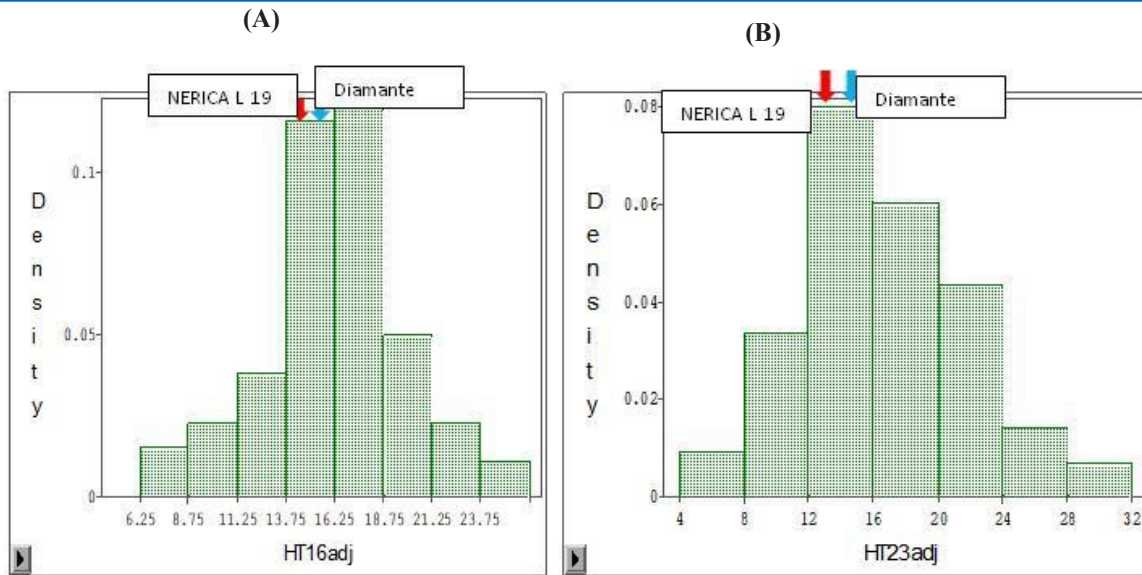 (A)
NERICA L 19
Diamante
0.1
0.05
0
Density
6.25 8.75 11.25 13.75 16.25 18.75 21.25 23.75
HT16adj
(B)
NERICA L 19
Diamante
0.08
0.06
0.04
0.02
0
Density
4 8 12 16 20 24 28 32
HT23adj